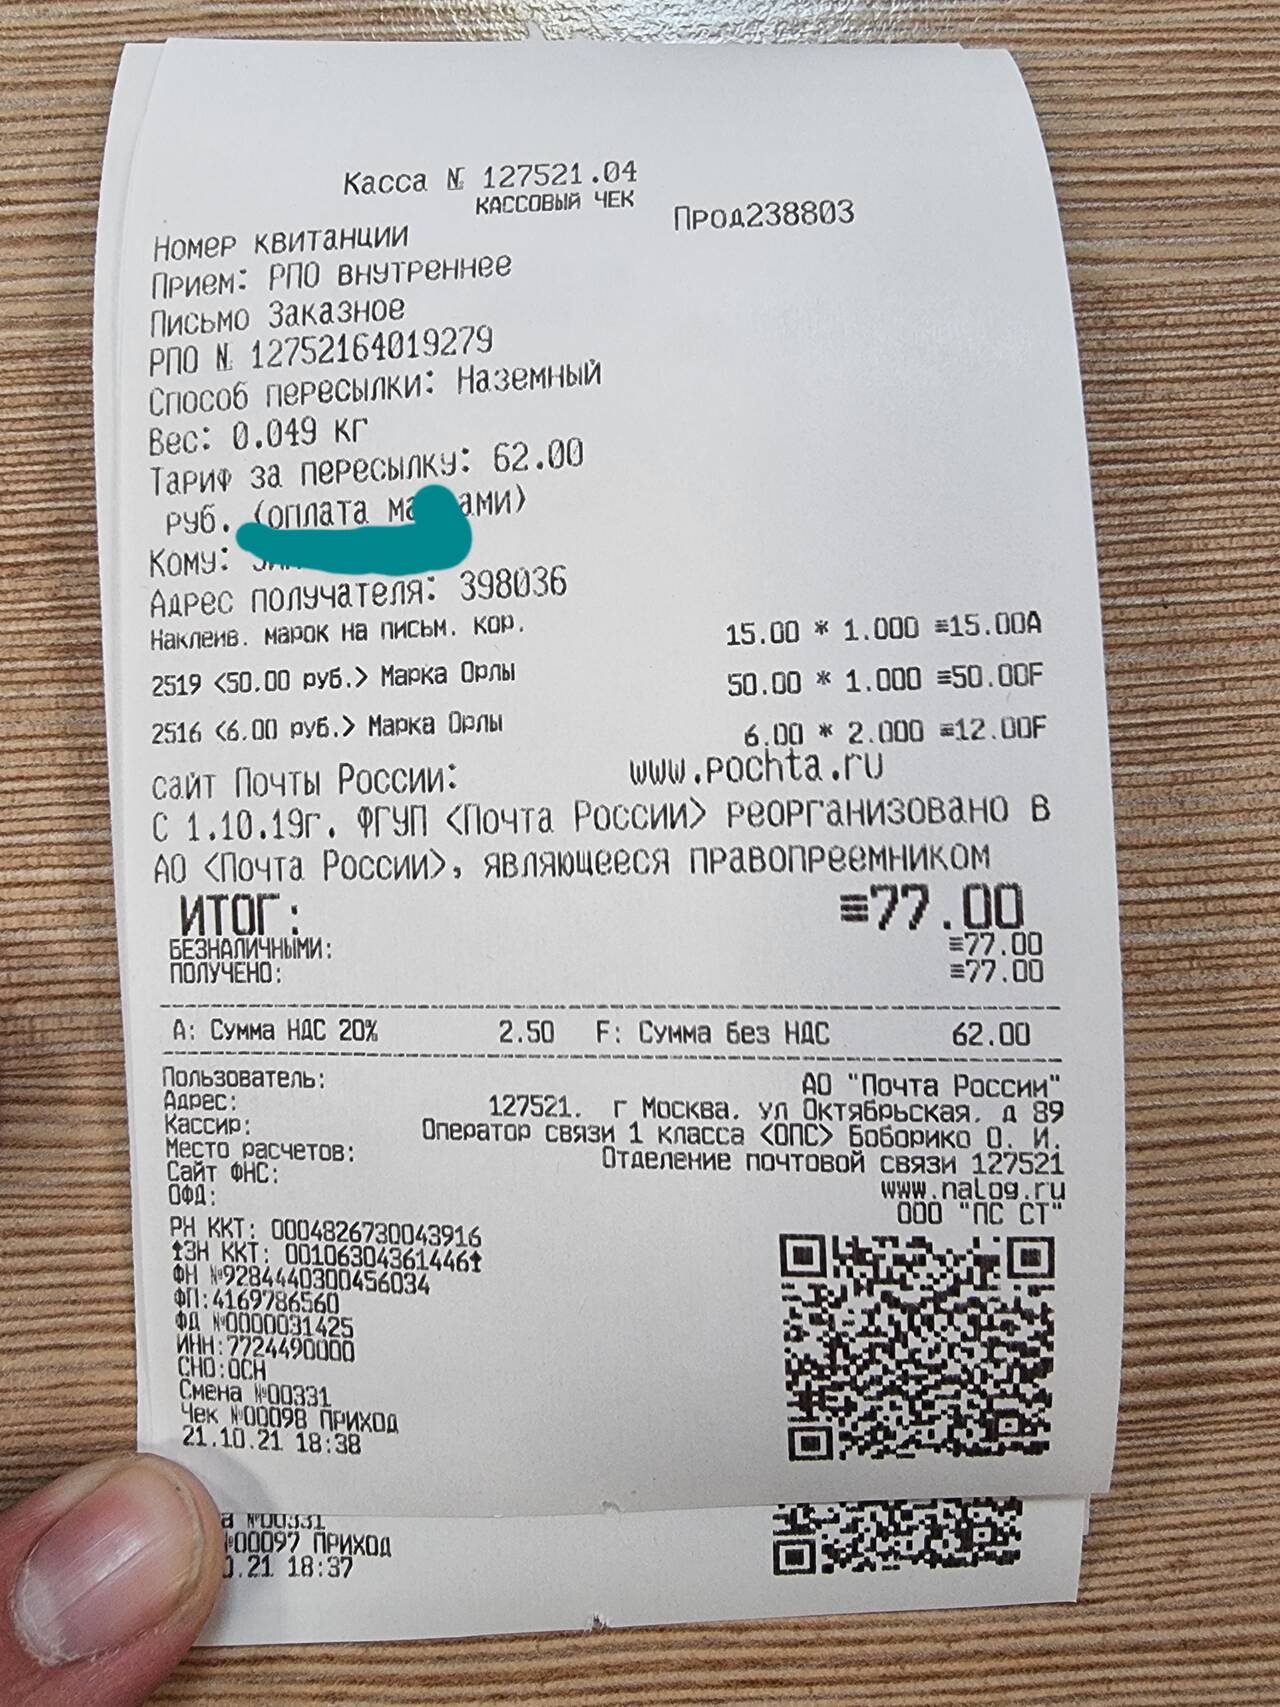 Касса № 127521.04
КАССОВЫЙ ЧЕК
Номер квитанции Прод238803
Прием: РПО внутреннее
Письмо Заказное
РПО № 12752164019279
Способ пересылки: Наземный
Вес: 0.049 кг
Тариф за пересылку: 62.00
руб. (оплата
Кому:
Адрес получателя: 398036
Наклеив. марок на письм. кор. 15.00 * 1.000 ≡15.00А
2519 <50.00 руб.> Марка Орлы 50.00 * 1.000 ≡50.00F
2516 <6.00 руб.> Марка Орлы 6.00 * 2.000 ≡12.00F
сайт Почты России: www.pochta.ru
С 1.10.19г. ФГУП <Почта России> реорганизовано в
АО <Почта России>, являющееся правопреемником
ИТОГ: ≡77.00
БЕЗНАЛИЧНЫМИ: ≡77.00
ПОЛУЧЕНО: ≡77.00
А: Сумма НДС 20% 2.50 F: Сумма без НДС 62.00
Пользователь: АО "Почта России"
Адрес: 127521. г Москва. ул Октябрьская. д 89
Кассир: Оператор связи 1 класса <ОПС> Боборико О. И.
Место расчетов: Отделение почтовой связи 127521
Сайт ФНС: www.nalog.ru
ОФД: ООО "ПС СТ"
РН ККТ: 0004826730043916
↑ЗН ККТ: 00106304361446↑
ФН №9284440300456034
ФП:4169786560
ФД №0000031425
ИНН:7724490000
СНО:ОСН
Смена №00331
Чек №00098 ПРИХОД
21.10.21 18:38
а №00331
№00097 ПРИХОД
.21 18:37